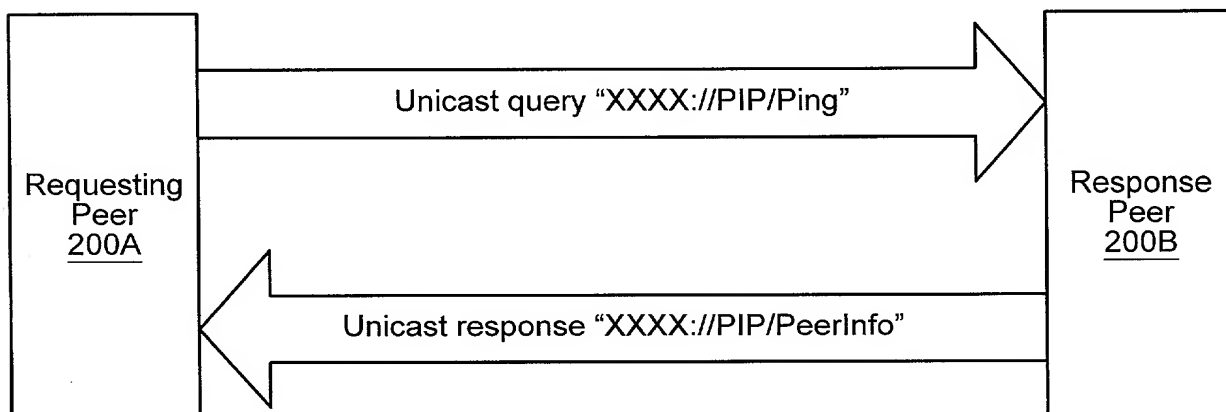 Unicast query “XXXX://PIP/Ping”
Requesting
Peer
200A
Response
Peer
200B
Unicast response “XXXX://PIP/PeerInfo”